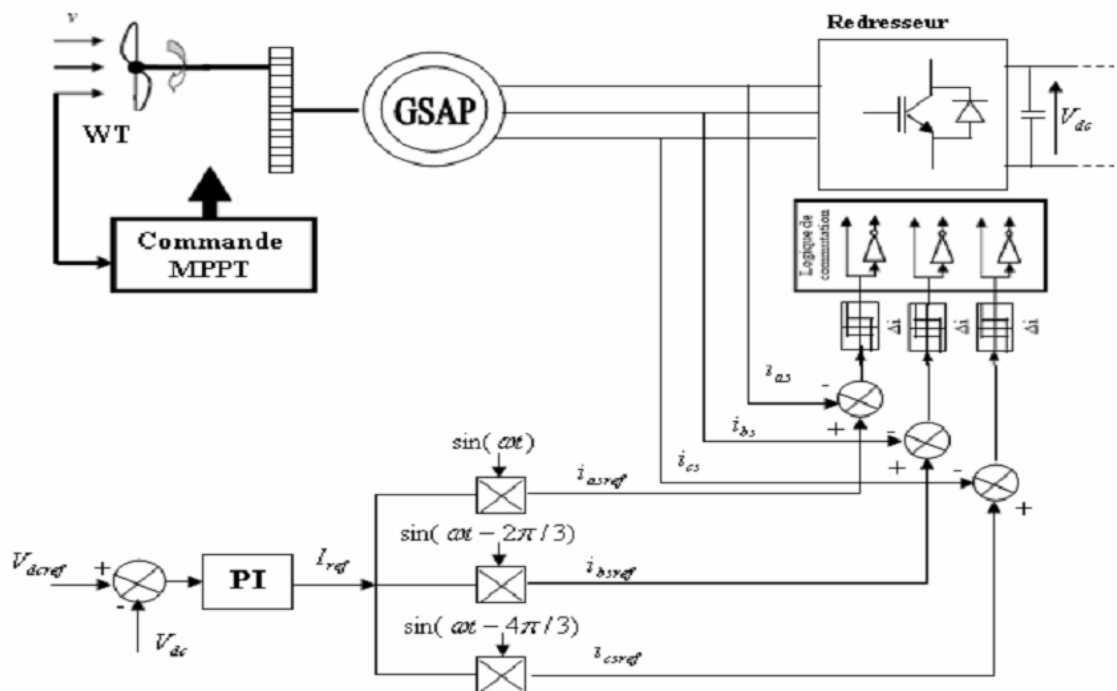 v
WT
Commande
MPPT
GSAP
Redresseur
V_dc
Logique de
commutation
Δi
Δi
Δi
i_as
-
+
i_bs
-
+
i_cs
-
+
sin( ωt)
i_asref
sin( ωt − 2π/3)
i_bsref
sin( ωt − 4π/3)
i_csref
V_dcref
+
-
V_dc
PI
I_ref